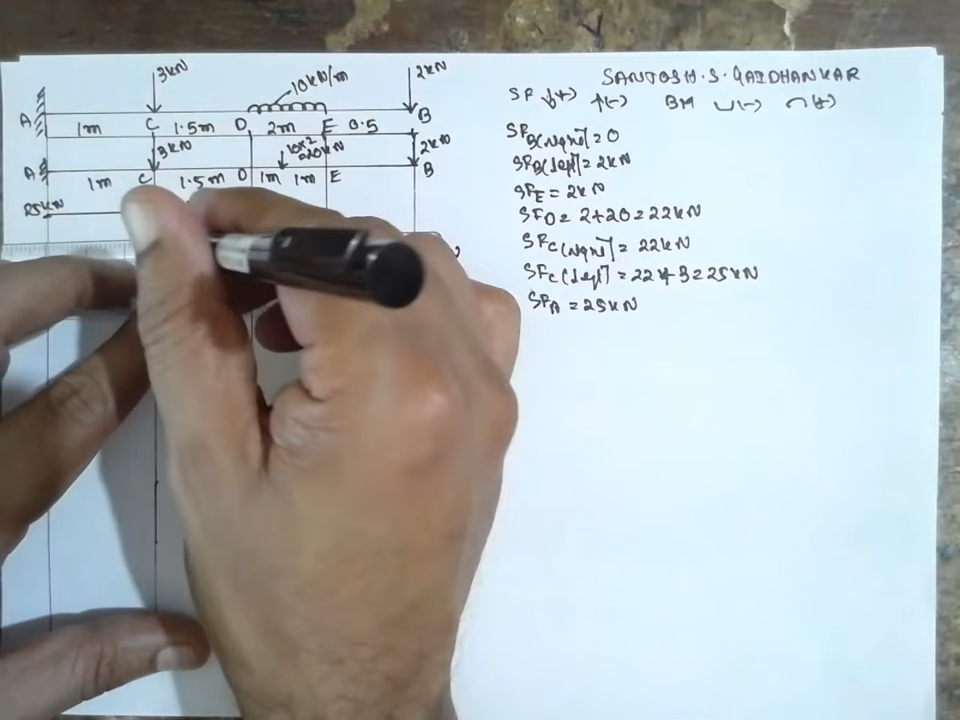 SANTOSH.S.GAIDHANKAR
SF ↓(+) ↑(-) BM ∪(-) ∩(+)
3kN
10kN/m
2kN
A 1m C 1.5m D 2m E 0.5 B
3kN
10x2
=20kN
2kN
A 1m C 1.5m D 1m 1m E B
25kN
SFB(right)=0
SFB(left)=2kN
SFE=2kN
SFD=2+20=22kN
SFC(right)=22kN
SFC(left)=22+3=25kN
SFA=25kN